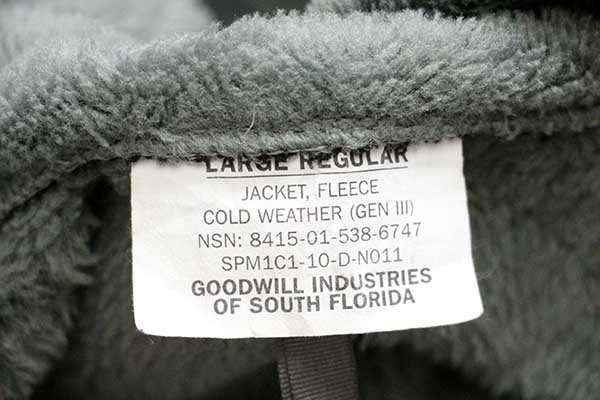 LARGE REGULAR
JACKET, FLEECE
COLD WEATHER (GEN III)
NSN: 8415-01-538-6747
SPM1C1-10-D-N011
GOODWILL INDUSTRIES
OF SOUTH FLORIDA